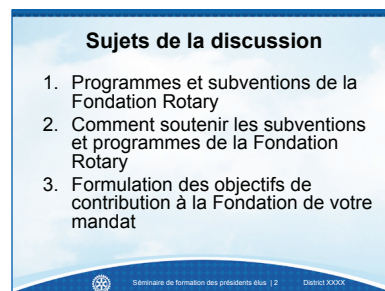 Sujets de la discussion
1. Programmes et subventions de la
Fondation Rotary
2. Comment soutenir les subventions
et programmes de la Fondation
Rotary
3. Formulation des objectifs de
contribution à la Fondation de votre
mandat
Séminaire de formation des présidents élus | 2 District XXXX